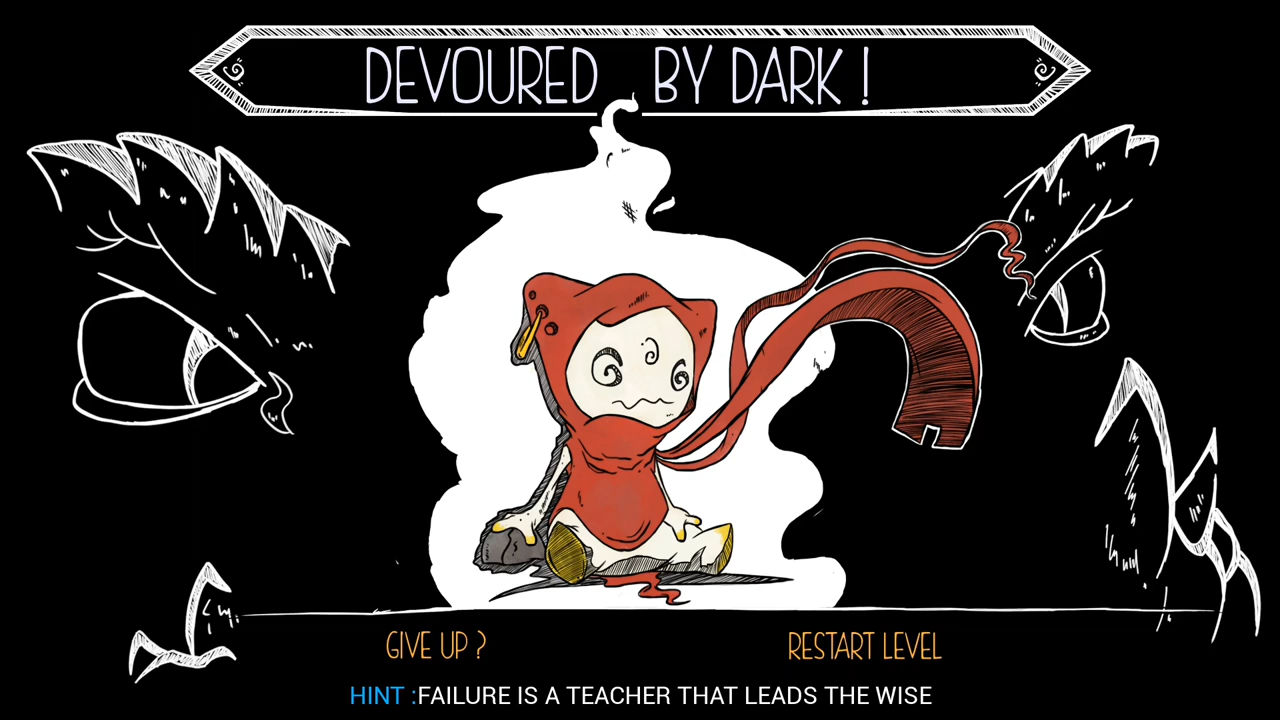 DEVOURED BY DARK !
GIVE UP ?
RESTART LEVEL
HINT :FAILURE IS A TEACHER THAT LEADS THE WISE